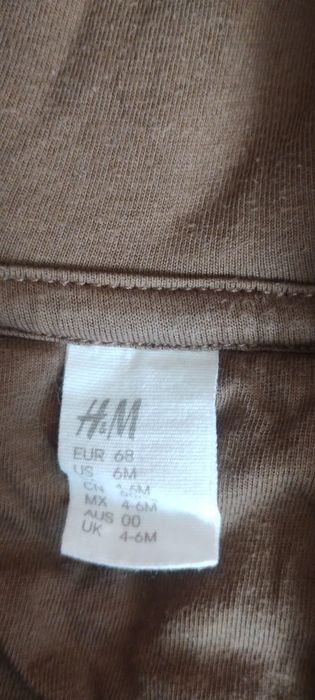 H&M
EUR 68
US 6M
CN
MX 4-6M
AUS 00
UK 4-6M